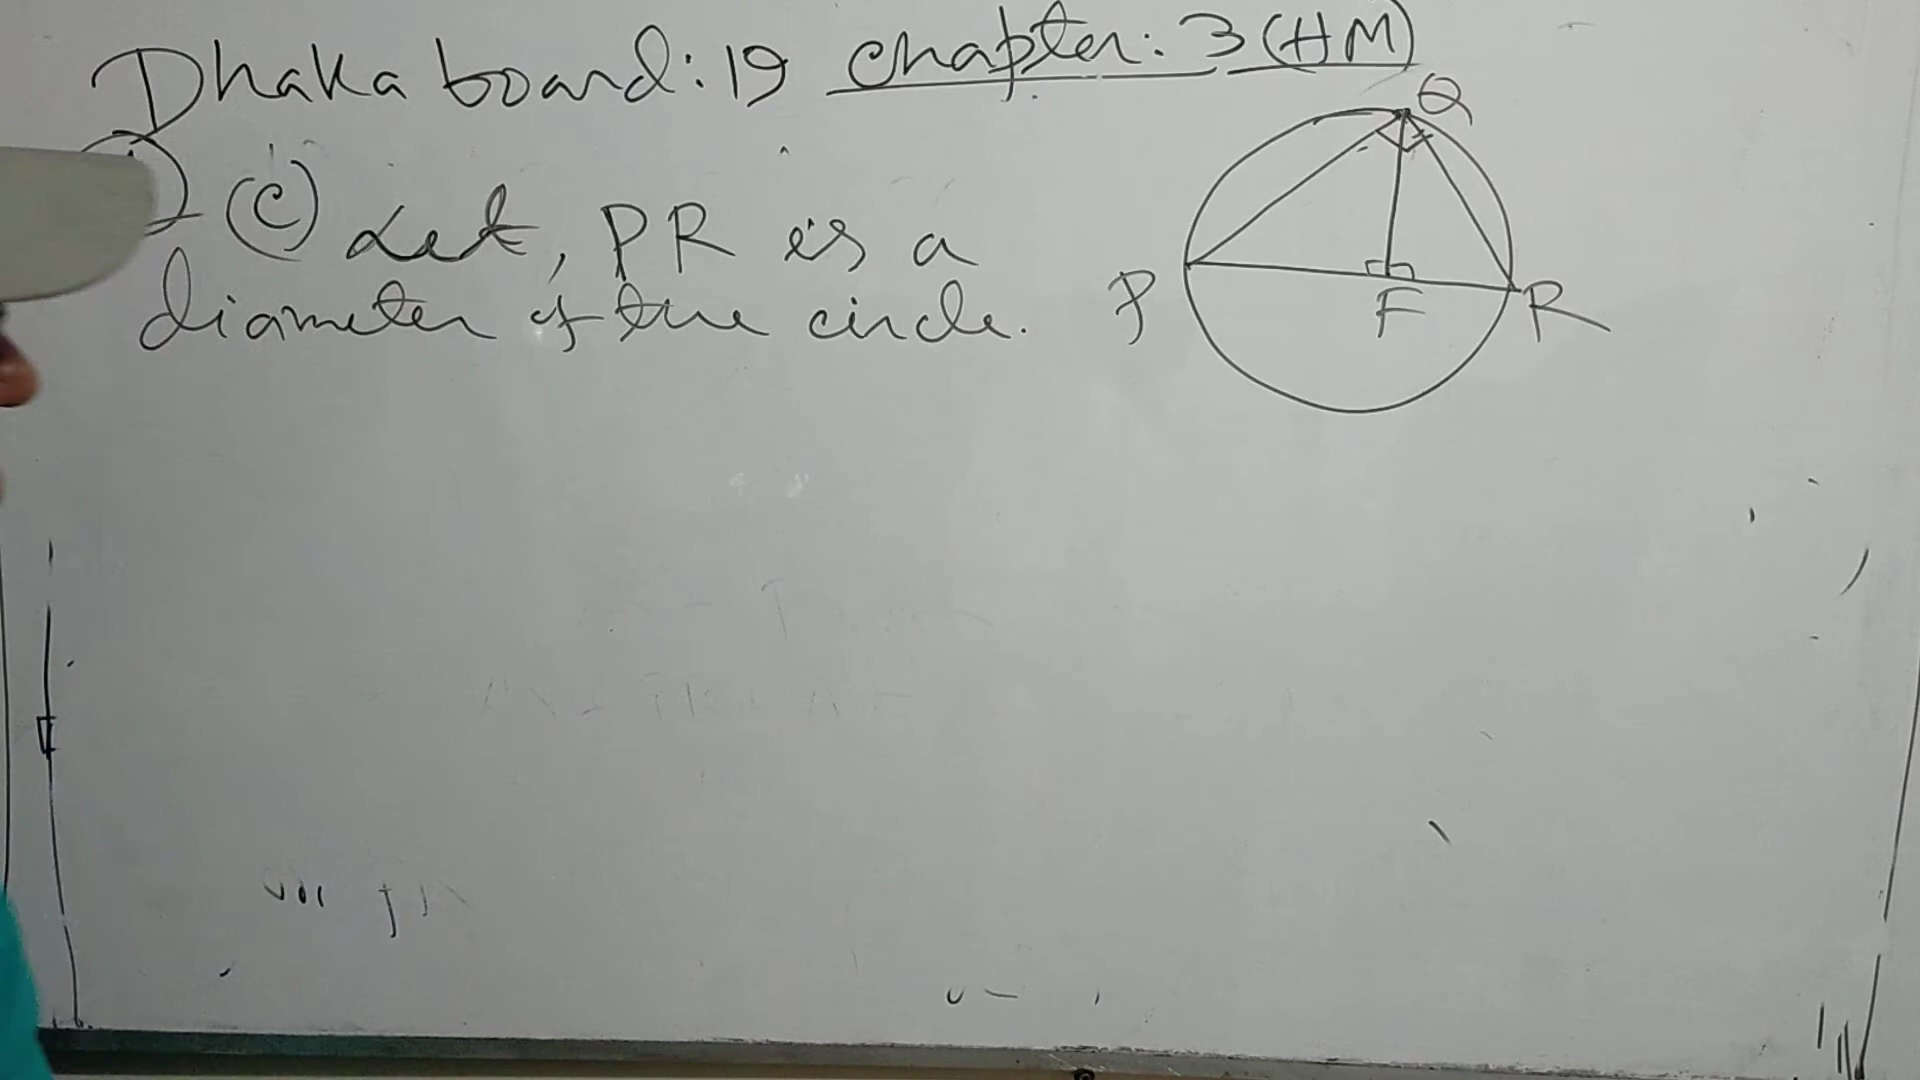 Dhaka board: 19 chapter: 3 (HM)
(c) Let, PR is a
diameter of the circle.
Q
P
F
R